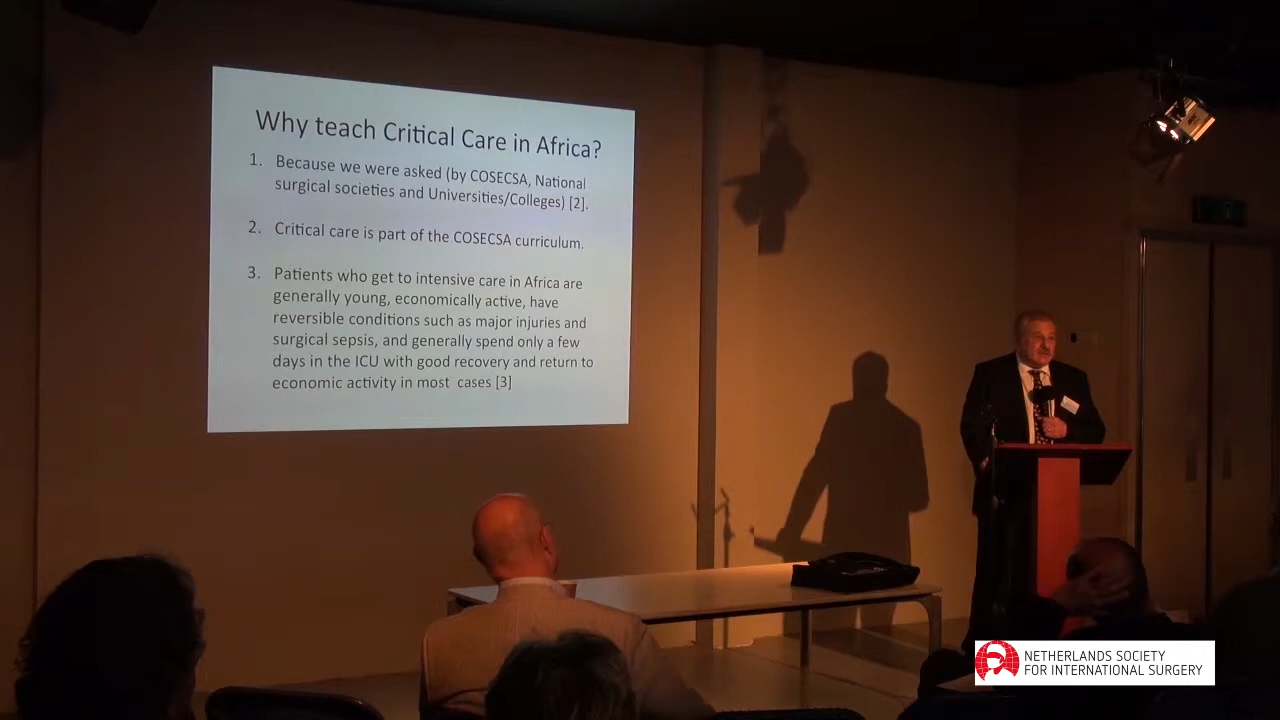 Why teach Critical Care in Africa?
1. Because we were asked (by COSECSA, National
surgical societies and Universities/Colleges) [2].
2. Critical care is part of the COSECSA curriculum.
3. Patients who get to intensive care in Africa are
generally young, economically active, have
reversible conditions such as major injuries and
surgical sepsis, and generally spend only a few
days in the ICU with good recovery and return to
economic activity in most cases [3]
NETHERLANDS SOCIETY
FOR INTERNATIONAL SURGERY